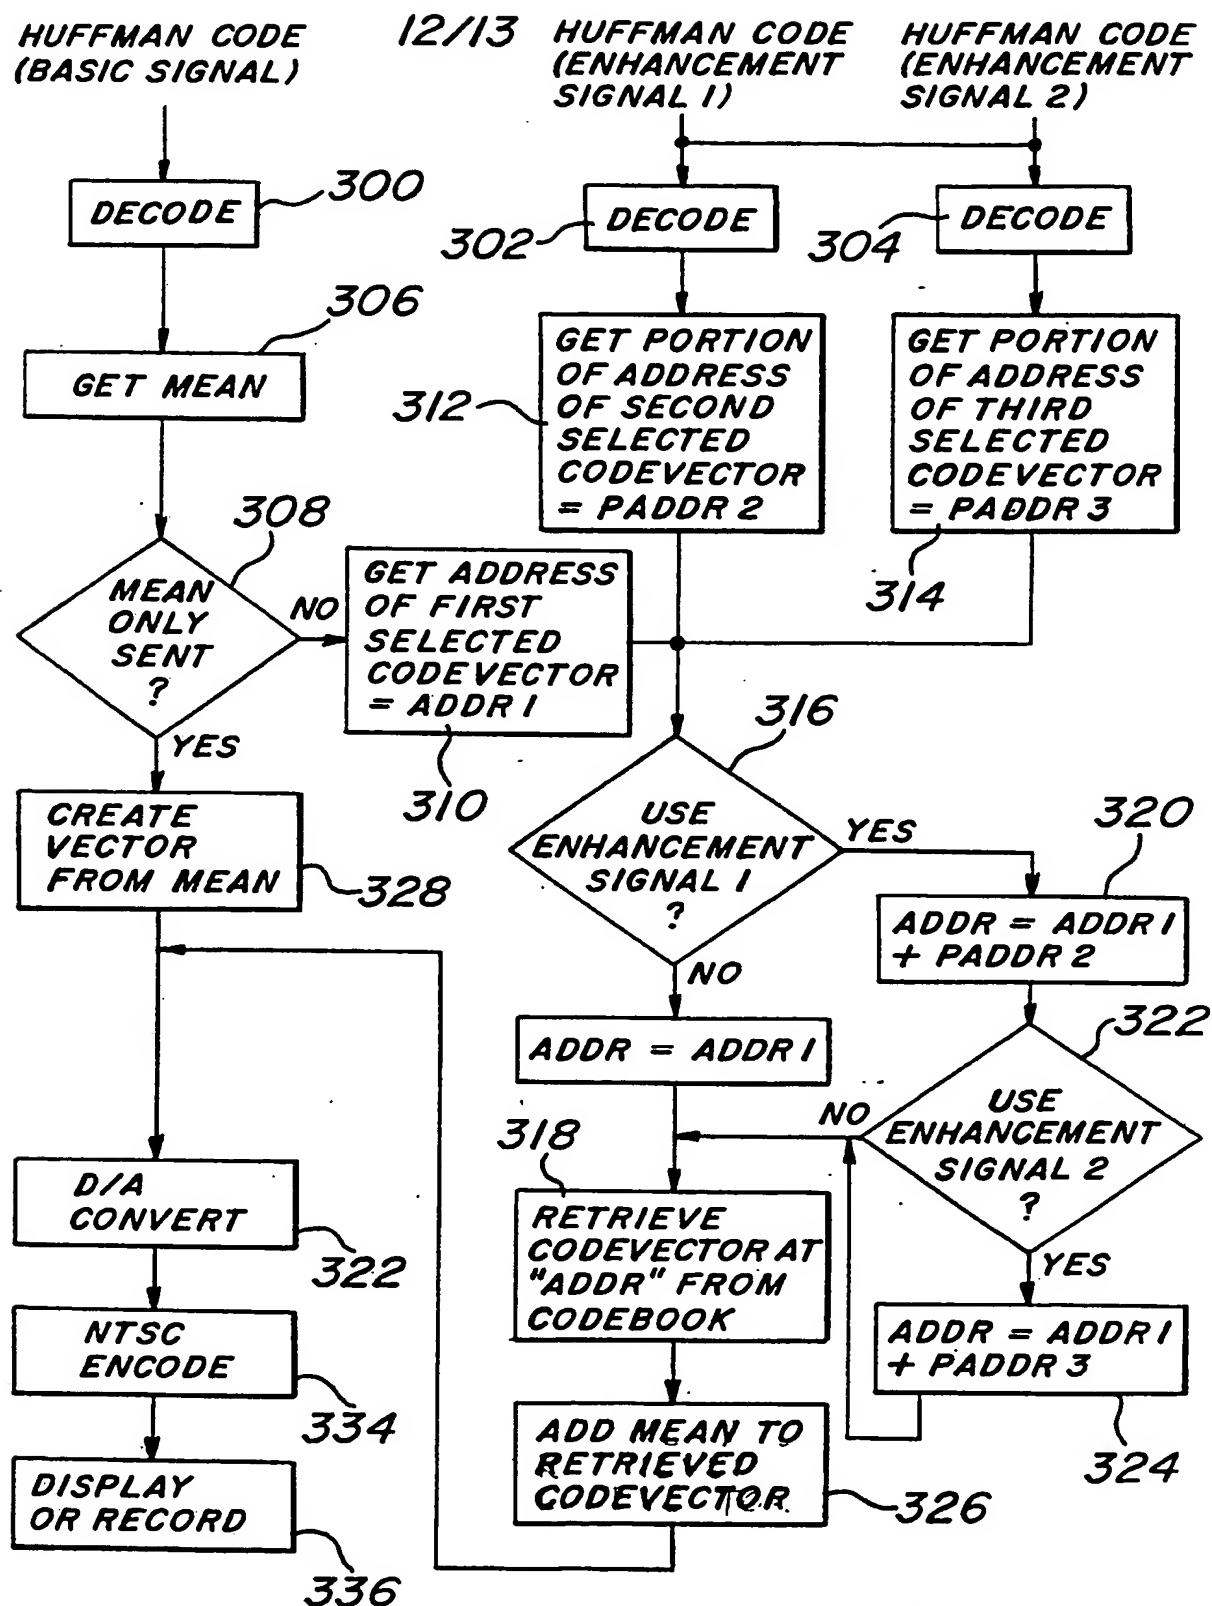 12/13
HUFFMAN CODE
(BASIC SIGNAL)
HUFFMAN CODE
(ENHANCEMENT
SIGNAL 1)
HUFFMAN CODE
(ENHANCEMENT
SIGNAL 2)
DECODE
300
302
DECODE
304
DECODE
306
GET MEAN
312
GET PORTION
OF ADDRESS
OF SECOND
SELECTED
CODEVECTOR
= PADDR 2
GET PORTION
OF ADDRESS
OF THIRD
SELECTED
CODEVECTOR
= PADDR 3
314
308
MEAN
ONLY
SENT
?
NO
YES
GET ADDRESS
OF FIRST
SELECTED
CODEVECTOR
= ADDR 1
310
316
USE
ENHANCEMENT
SIGNAL 1
?
YES
NO
320
ADDR = ADDR 1
+ PADDR 2
CREATE
VECTOR
FROM MEAN
328
ADDR = ADDR 1
322
USE
ENHANCEMENT
SIGNAL 2
?
NO
YES
318
RETRIEVE
CODEVECTOR AT
"ADDR" FROM
CODEBOOK
ADDR = ADDR 1
+ PADDR 3
324
D/A
CONVERT
322
NTSC
ENCODE
334
ADD MEAN TO
RETRIEVED
CODEVECTOR
326
DISPLAY
OR RECORD
336